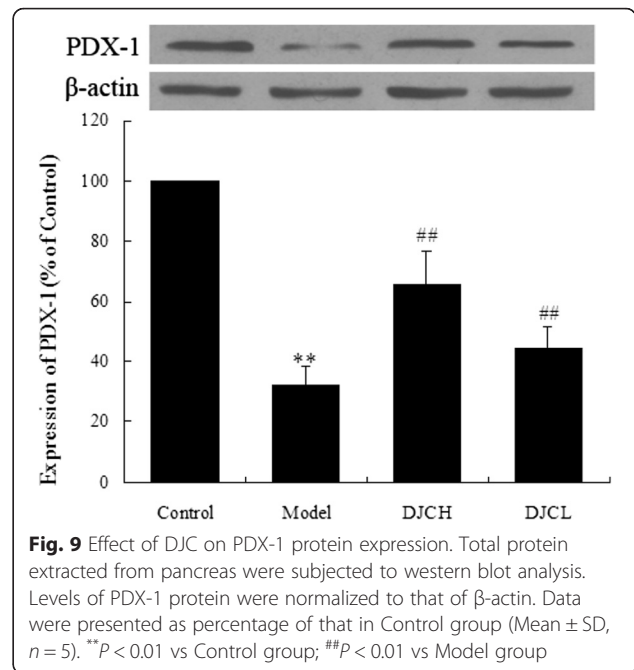 PDX-1
β-actin
Expression of PDX-1 (% of Control)
120
100
80
60
40
20
0
**
##
##
Control Model DJCH DJCL
Fig. 9 Effect of DJC on PDX-1 protein expression. Total protein
extracted from pancreas were subjected to western blot analysis.
Levels of PDX-1 protein were normalized to that of β-actin. Data
were presented as percentage of that in Control group (Mean ± SD,
n = 5). **P < 0.01 vs Control group; ##P < 0.01 vs Model group